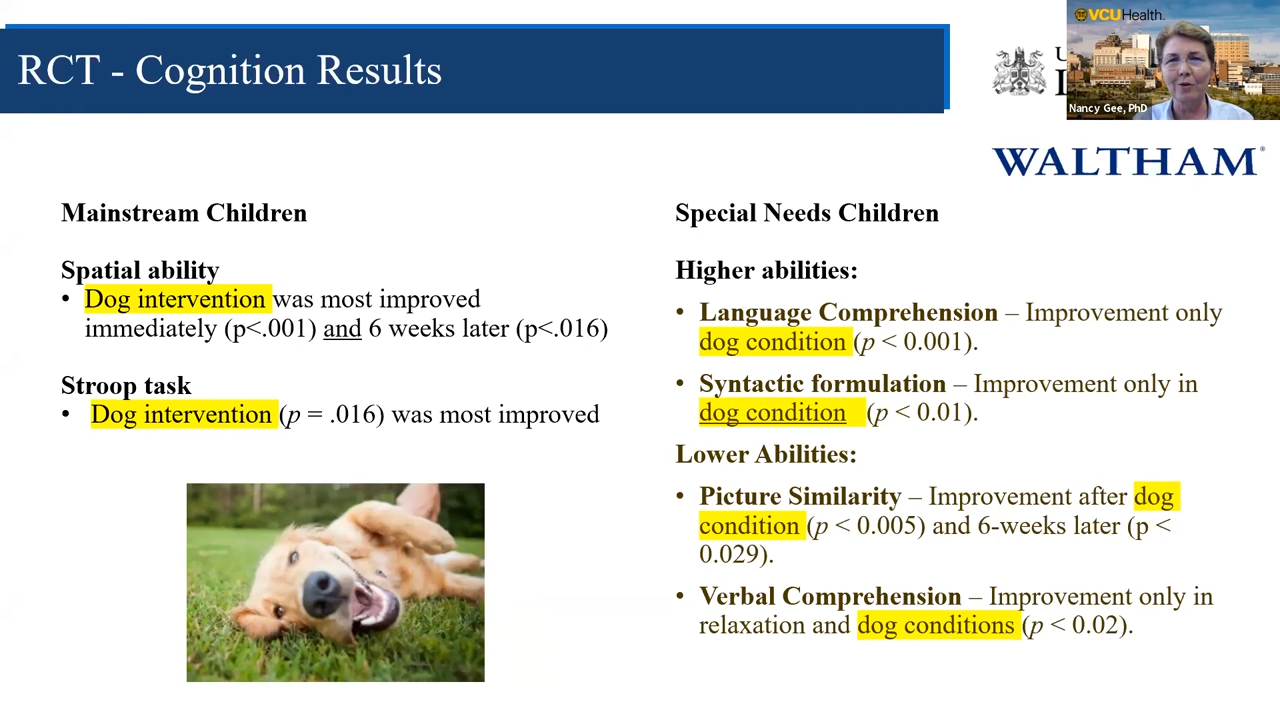 VCUHealth.
RCT - Cognition Results
Nancy Gee, PhD
WALTHAM
Mainstream Children
Spatial ability
• Dog intervention was most improved
immediately (p<.001) and 6 weeks later (p<.016)
Stroop task
• Dog intervention (p = .016) was most improved
Special Needs Children
Higher abilities:
• Language Comprehension – Improvement only
dog condition (p < 0.001).
• Syntactic formulation – Improvement only in
dog condition (p < 0.01).
Lower Abilities:
• Picture Similarity – Improvement after dog
condition (p < 0.005) and 6-weeks later (p <
0.029).
• Verbal Comprehension – Improvement only in
relaxation and dog conditions (p < 0.02).